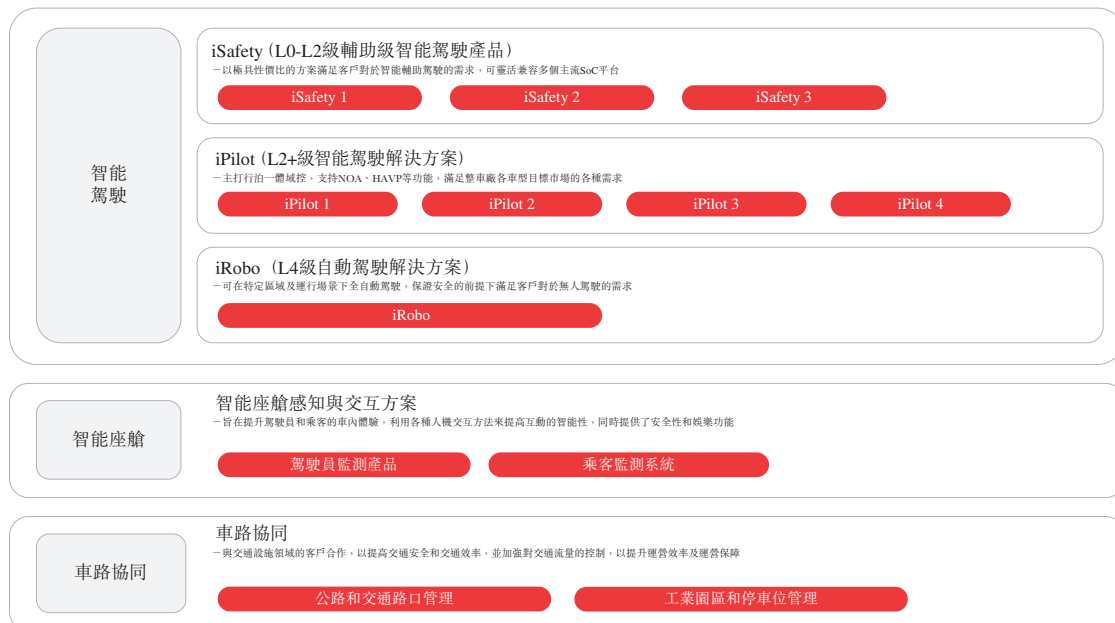 智能
駕駛
iSafety (L0-L2級輔助級智能駕駛產品)
－以極具性價比的方案滿足客戶對於智能輔助駕駛的需求，可靈活兼容多個主流SoC平台
iSafety 1
iSafety 2
iSafety 3
iPilot (L2+級智能駕駛解決方案)
－主打行泊一體域控，支持NOA、HAVP等功能，滿足整車廠各車型目標市場的各種需求
iPilot 1
iPilot 2
iPilot 3
iPilot 4
iRobo（L4級自動駕駛解決方案）
－可在特定區域及運行場景下全自動駕駛，保證安全的前提下滿足客戶對於無人駕駛的需求
iRobo
智能座艙
智能座艙感知與交互方案
－旨在提升駕駛員和乘客的車內體驗，利用各種人機交互方法來提高互動的智能性，同時提供了安全性和娛樂功能
駕駛員監測產品
乘客監測系統
車路協同
車路協同
－與交通設施領域的客戶合作，以提高交通安全和交通效率，並加強對交通流量的控制，以提升運營效率及運營保障
公路和交通路口管理
工業園區和停車位管理